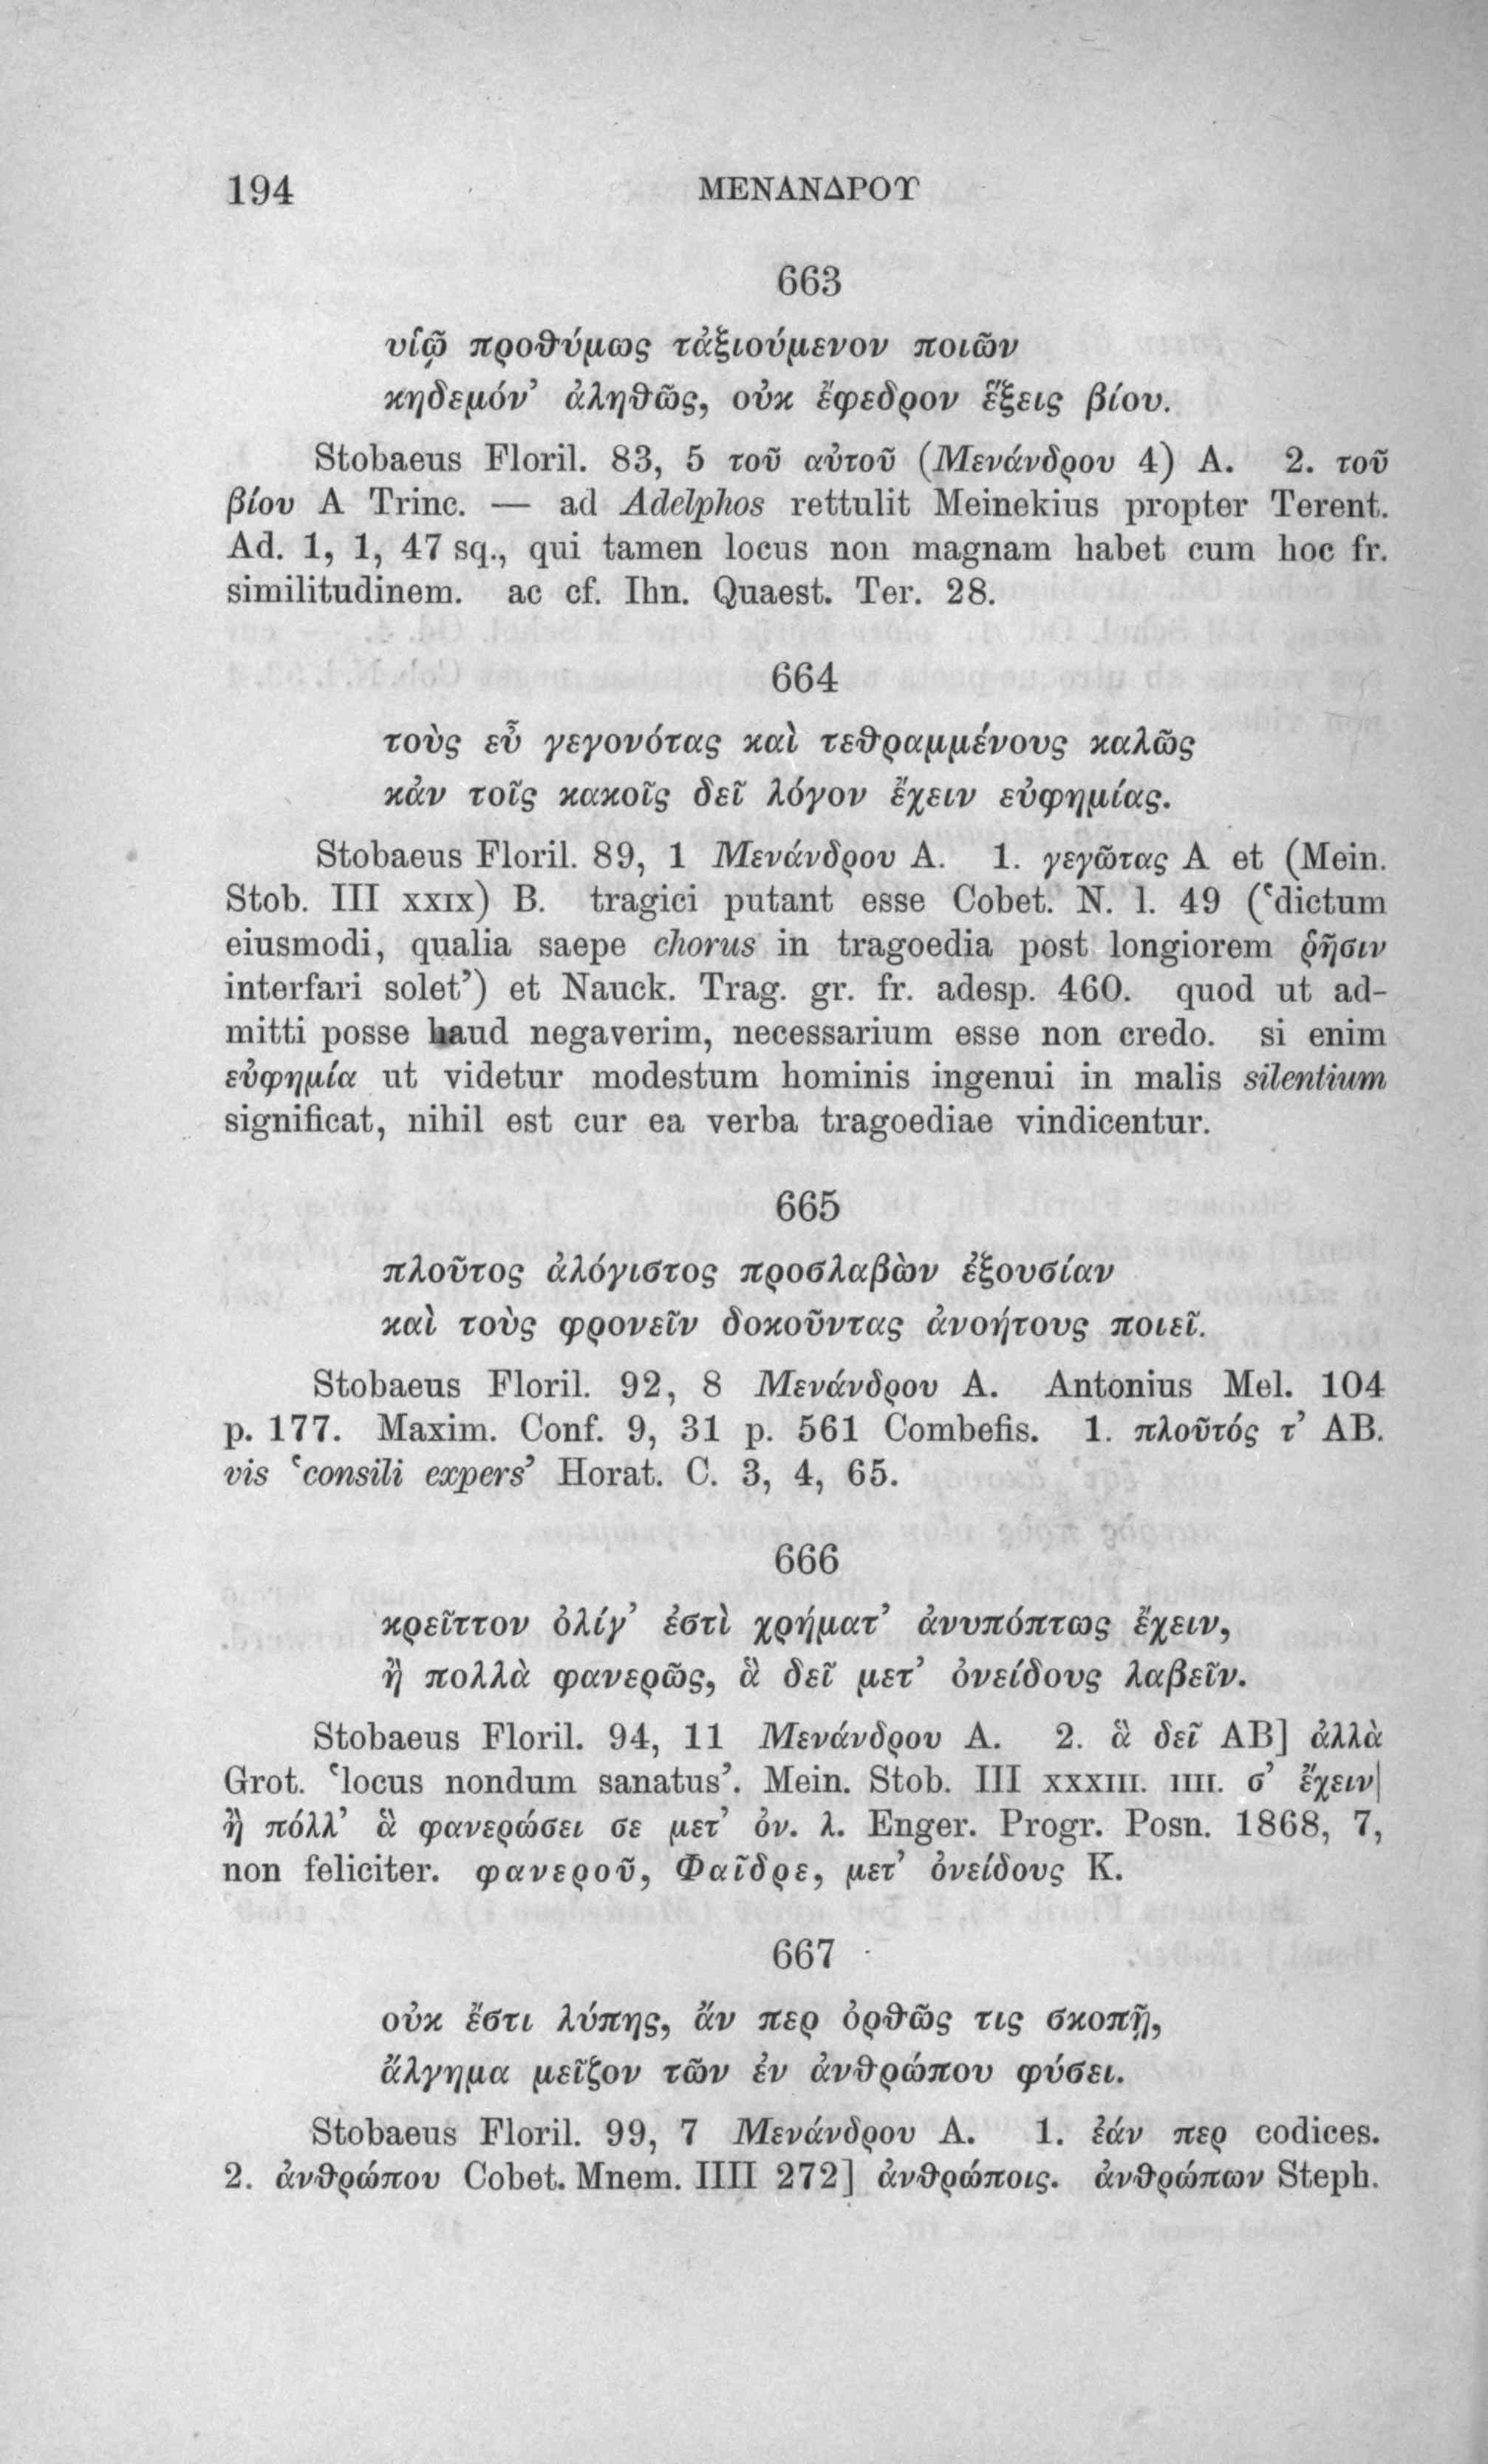 194 ΜΕΝΑΝΔΡΟΥ
663
υἱῷ προθύμως τἀξιούμενον ποιῶν
κηδεμόν’ ἀληθῶς, οὐκ ἔφεδρον ἕξεις βίου.
Stobaeus Floril. 83, 5 τοῦ αὐτοῦ (Μενάνδρου 4) A. 2. τοῦ
βίου A Trinc. — ad Adelphos rettulit Meinekius propter Terent.
Ad. 1, 1, 47 sq., qui tamen locus non magnam habet cum hoc fr.
similitudinem. ac cf. Ihn. Quaest. Ter. 28.
664
τοὺς εὖ γεγονότας καὶ τεθραμμένους καλῶς
κἀν τοῖς κακοῖς δεῖ λόγον ἔχειν εὐφημίας.
Stobaeus Floril. 89, 1 Μενάνδρου A. 1. γεγῶτας A et (Mein.
Stob. III XXIX) B. tragici putant esse Cobet. N. l. 49 (‘dictum
eiusmodi, qualia saepe chorus in tragoedia post longiorem ῥῆσιν
interfari solet’) et Nauck. Trag. gr. fr. adesp. 460. quod ut ad-
mitti posse haud negaverim, necessarium esse non credo. si enim
εὐφημία ut videtur modestum hominis ingenui in malis silentium
significat, nihil est cur ea verba tragoediae vindicentur.
665
πλοῦτος ἀλόγιστος προσλαβὼν ἐξουσίαν
καὶ τοὺς φρονεῖν δοκοῦντας ἀνοήτους ποιεῖ.
Stobaeus Floril. 92, 8 Μενάνδρου A. Antonius Mel. 104
p. 177. Maxim. Conf. 9, 31 p. 561 Combefis. 1. πλοῦτός τ’ AB.
vis ‘consili expers’ Horat. C. 3, 4, 65.
666
κρεῖττον ὀλίγ’ ἐστὶ χρήματ’ ἀνυπόπτως ἔχειν,
ἢ πολλὰ φανερῶς, ἃ δεῖ μετ’ ὀνείδους λαβεῖν.
Stobaeus Floril. 94, 11 Μενάνδρου A. 2. ἃ δεῖ AB] ἀλλὰ
Grot. ‘locus nondum sanatus’. Mein. Stob. III XXXIII. IIII. σ’ ἔχειν|
ἢ πόλλ’ ἃ φανερώσει σε μετ’ ὀν. λ. Enger. Progr. Posn. 1868, 7,
non feliciter. φανεροῦ, Φαῖδρε, μετ’ ὀνείδους K.
667
οὐκ ἔστι λύπης, ἄν περ ὀρθῶς τις σκοπῇ,
ἄλγημα μεῖζον τῶν ἐν ἀνθρώπου φύσει.
Stobaeus Floril. 99, 7 Μενάνδρου A. 1. ἐάν περ codices.
2. ἀνθρώπου Cobet. Mnem. IIII 272] ἀνθρώποις. ἀνθρώπων Steph.